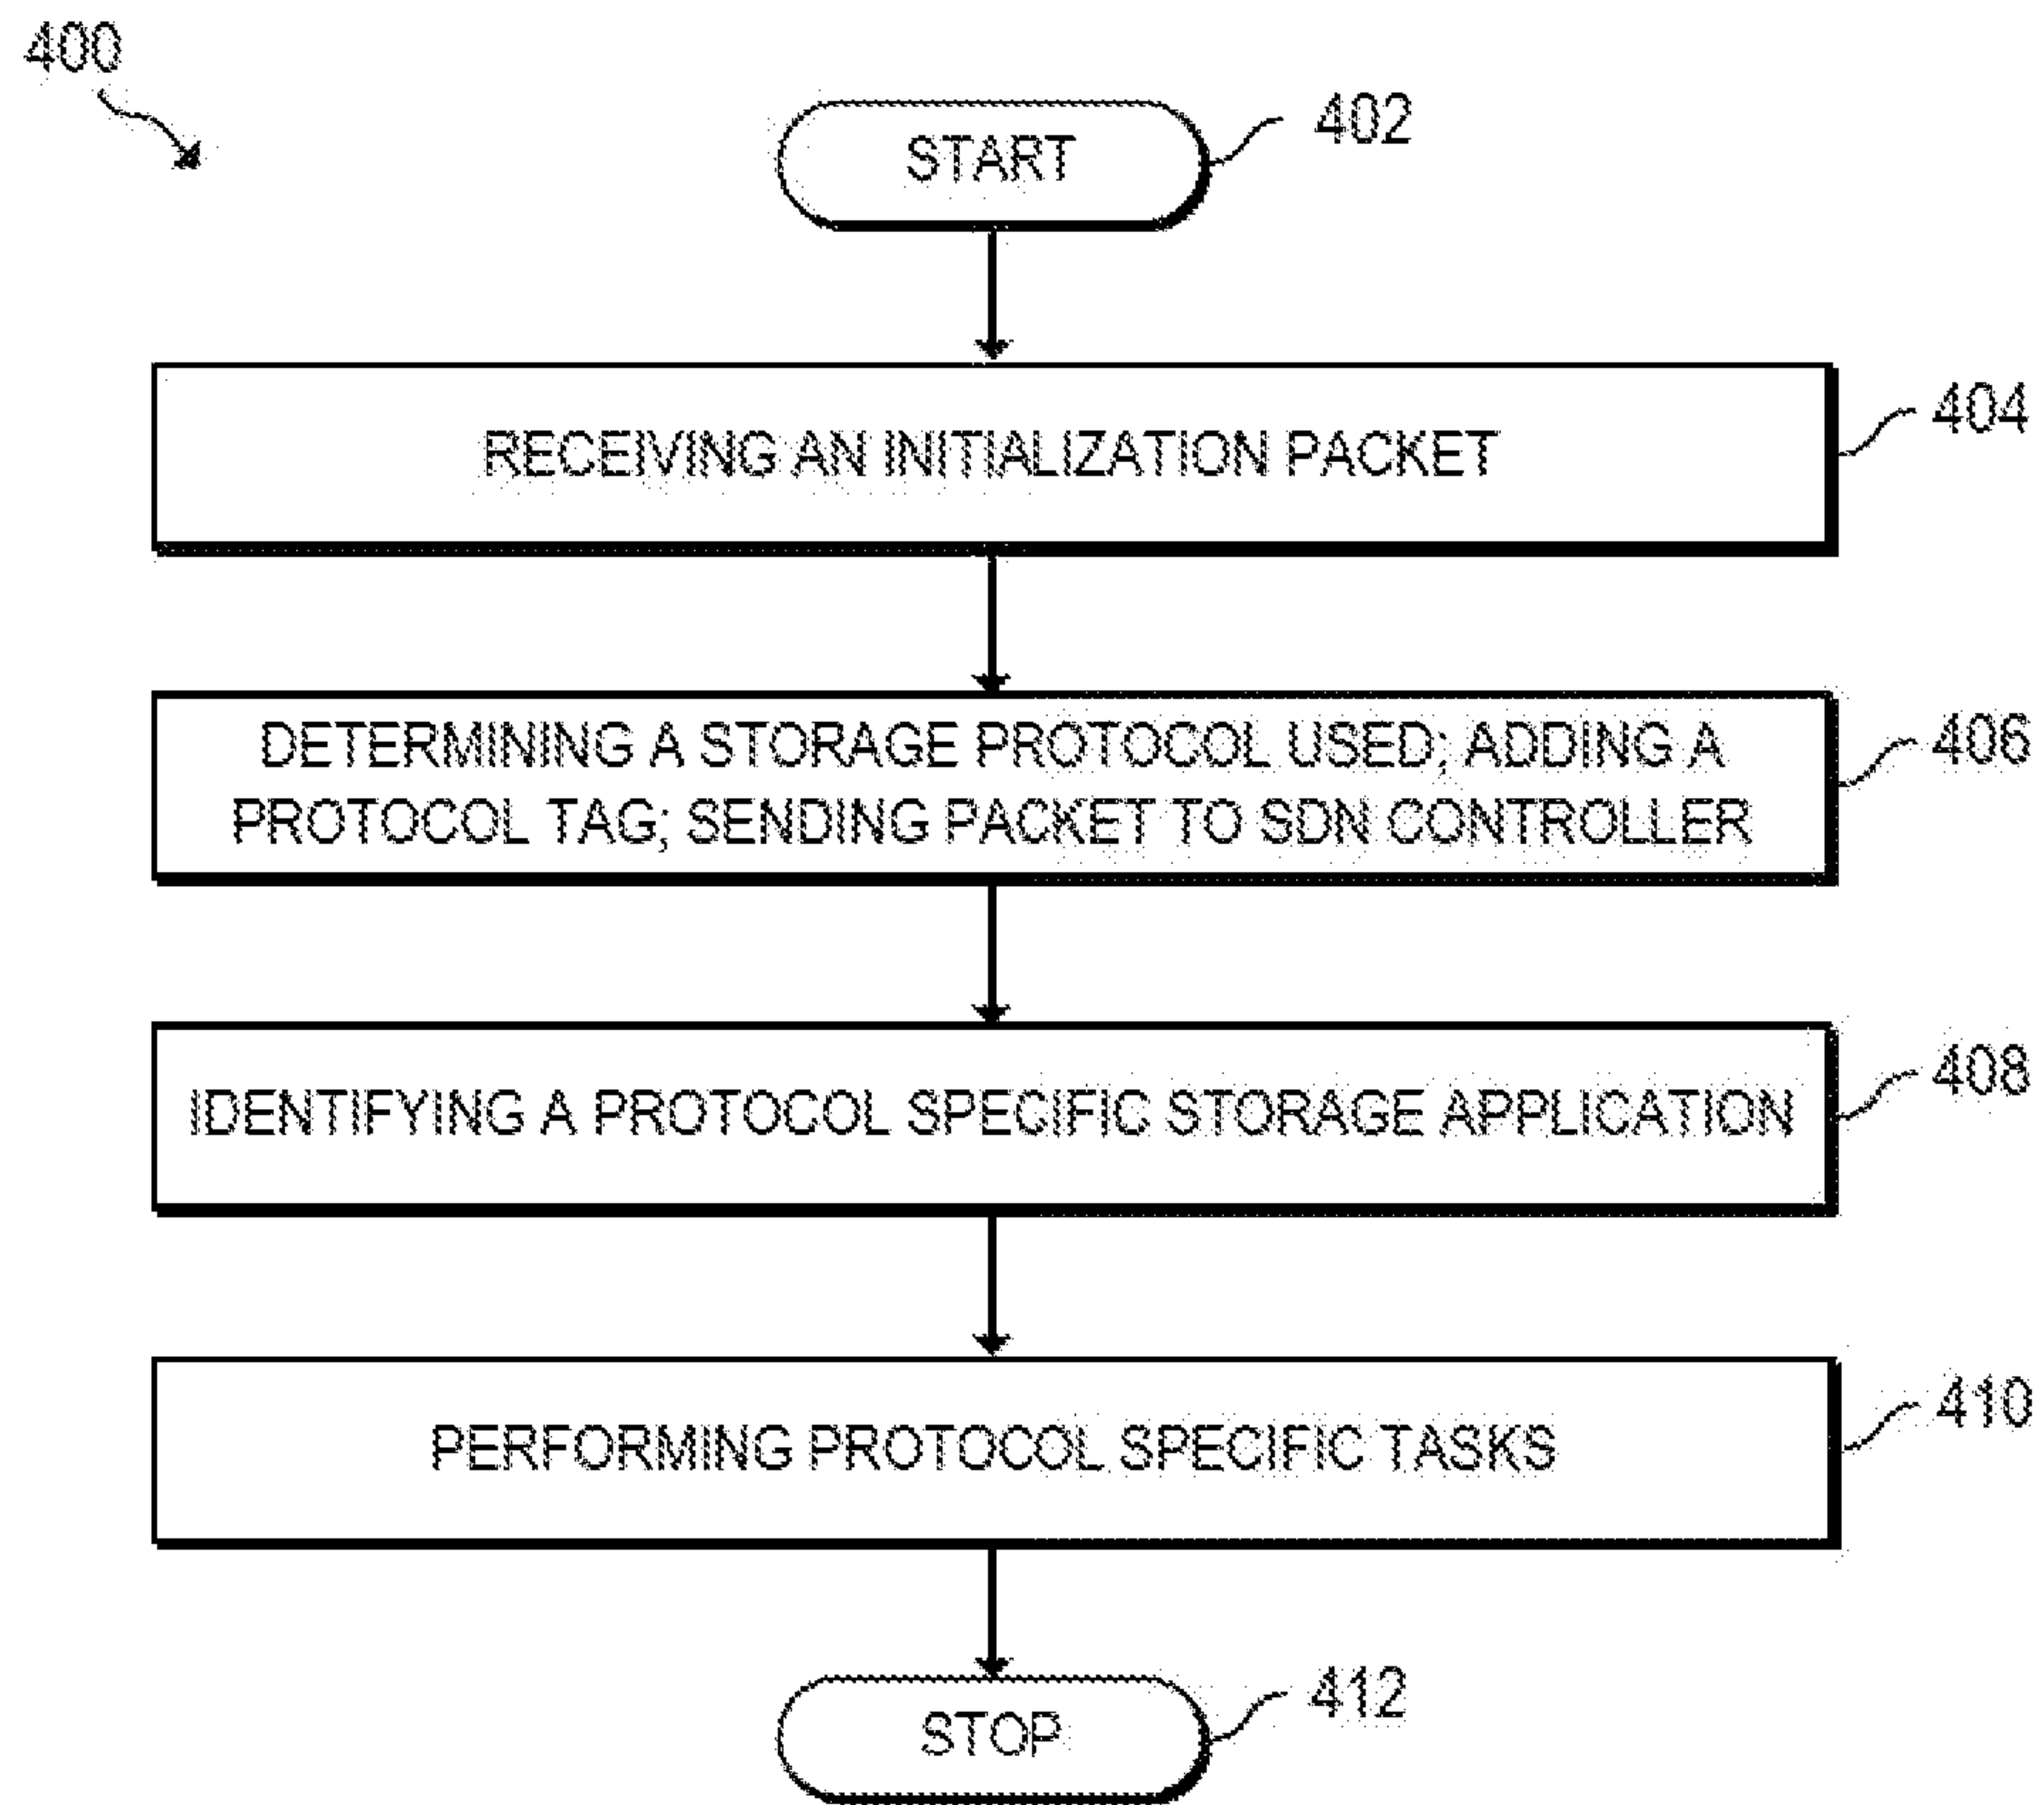 400
START
402
RECEIVING AN INITIALIZATION PACKET
404
DETERMINING A STORAGE PROTOCOL USED; ADDING A
PROTOCOL TAG; SENDING PACKET TO SDN CONTROLLER
406
IDENTIFYING A PROTOCOL SPECIFIC STORAGE APPLICATION
408
PERFORMING PROTOCOL SPECIFIC TASKS
410
STOP
412